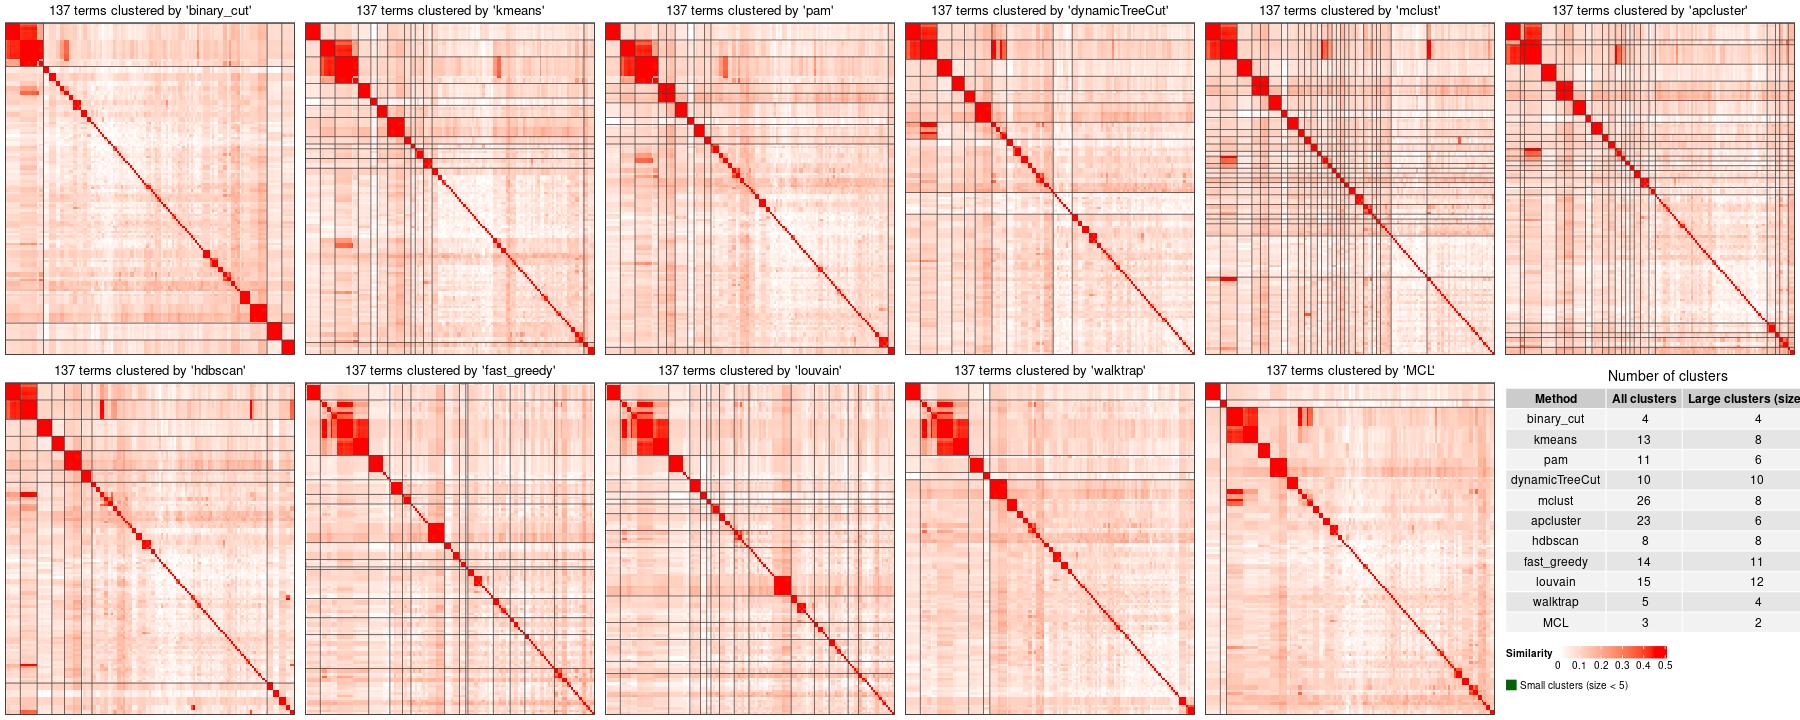 137 terms clustered by 'binary_cut'
137 terms clustered by 'kmeans'
137 terms clustered by 'pam'
137 terms clustered by 'dynamicTreeCut'
137 terms clustered by 'mclust'
137 terms clustered by 'apcluster'
137 terms clustered by 'hdbscan'
137 terms clustered by 'fast_greedy'
137 terms clustered by 'louvain'
137 terms clustered by 'walktrap'
137 terms clustered by 'MCL'
Number of clusters
Method All clusters Large clusters (size
binary_cut 4 4
kmeans 13 8
pam 11 6
dynamicTreeCut 10 10
mclust 26 8
apcluster 23 6
hdbscan 8 8
fast_greedy 14 11
louvain 15 12
walktrap 5 4
MCL 3 2
Similarity
0 0.1 0.2 0.3 0.4 0.5
Small clusters (size < 5)